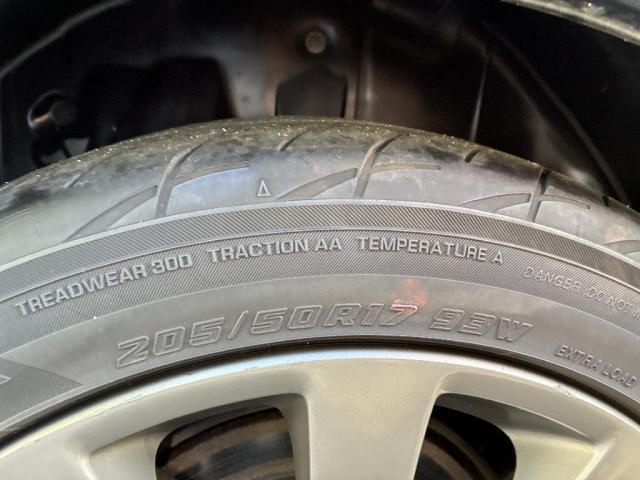 TREADWEAR 300 TRACTION AA TEMPERATURE A
DANGER: DO NOT
205/50R17 93W
EXTRA LOAD